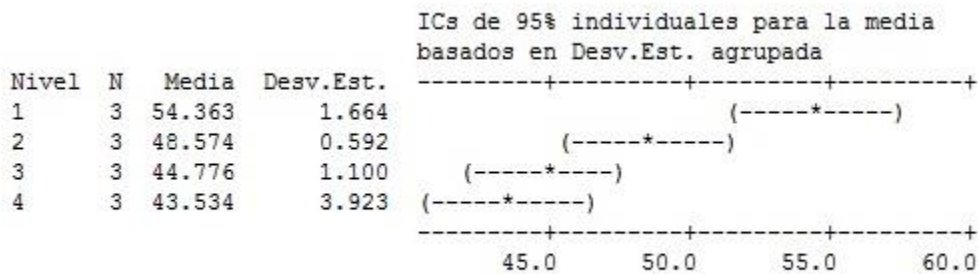 ICs de 95% individuales para la media
basados en Desv.Est. agrupada
Nivel  N   Media  Desv.Est.  ---------+---------+---------+---------+
1      3  54.363      1.664                        (------*-----)
2      3  48.574      0.592            (-----*-----)
3      3  44.776      1.100     (-----*----)
4      3  43.534      3.923  (-----*-----)
---------+---------+---------+---------+
45.0      50.0      55.0      60.0